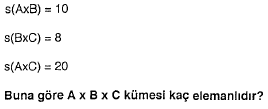 s(AxB) = 10
s(BxC) = 8
s(AxC) = 20
Buna göre A x B x C kümesi kaç elemanlıdır?